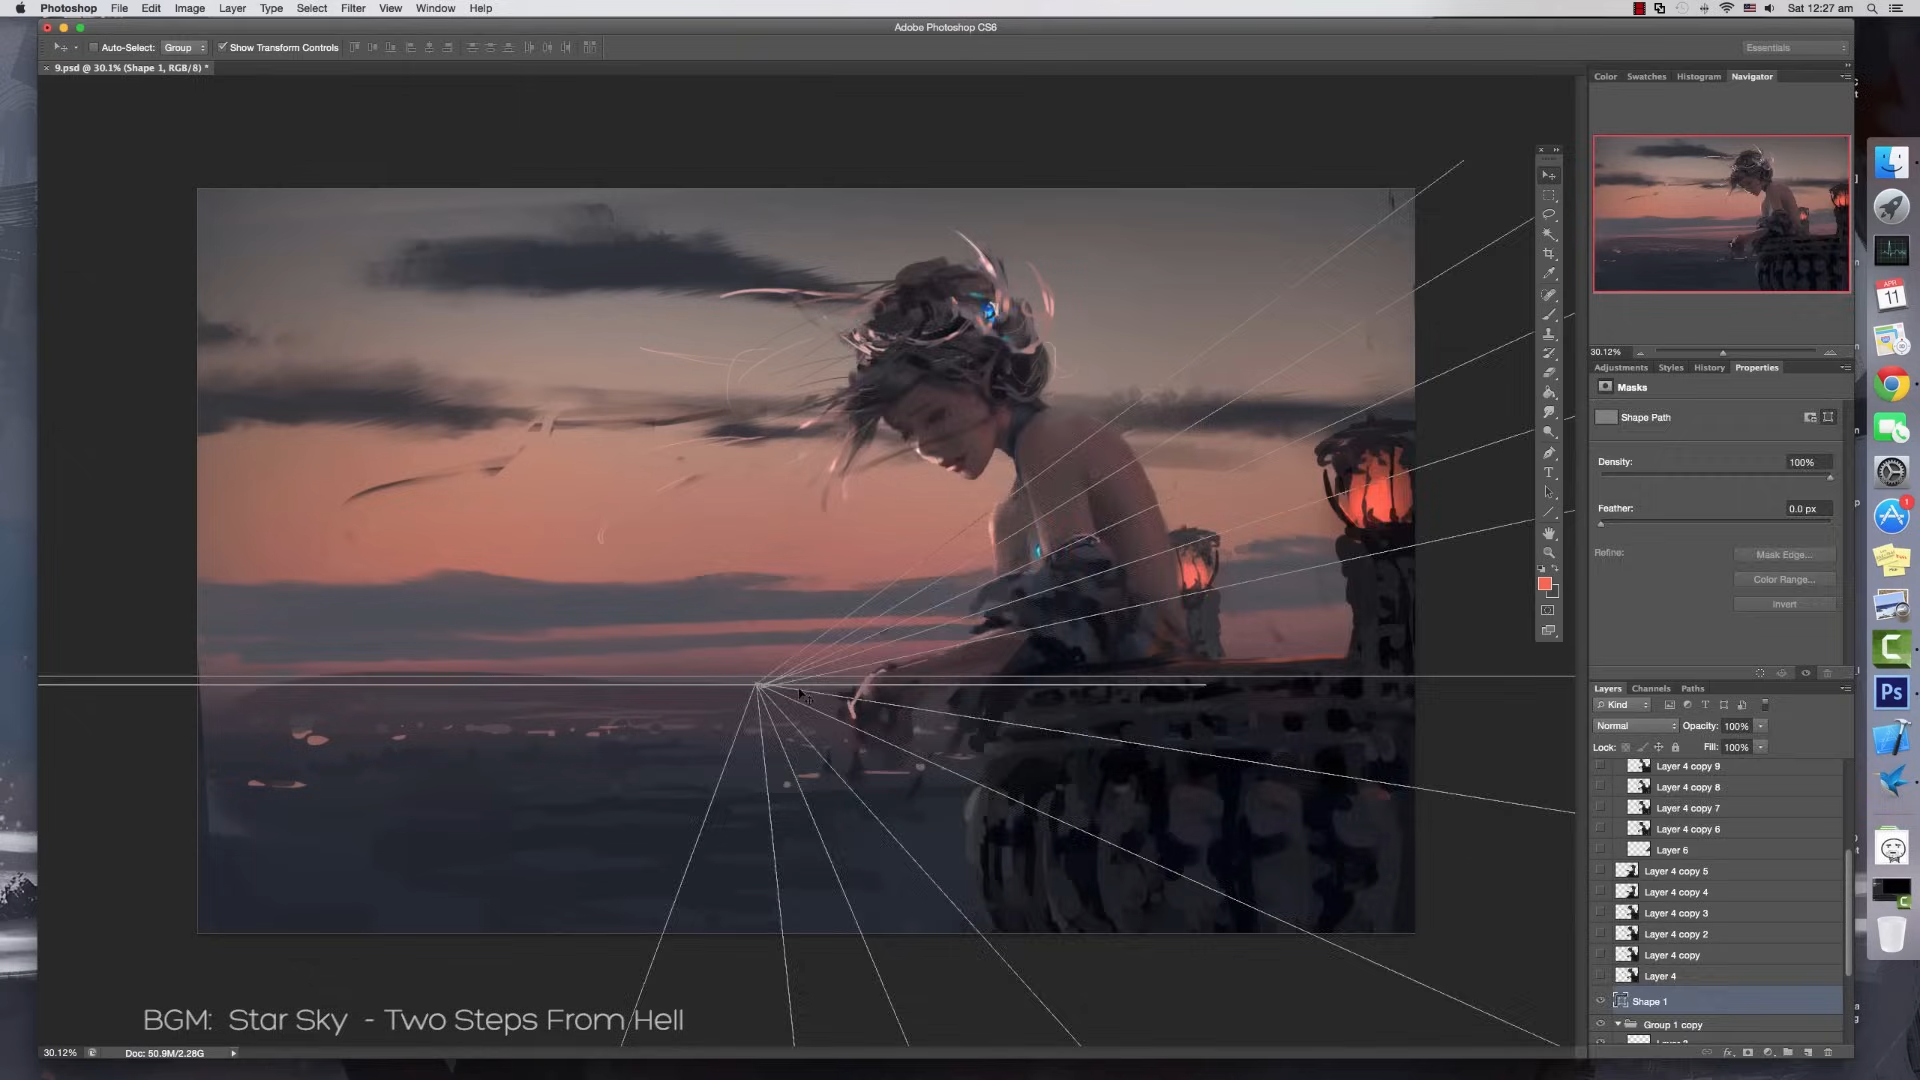 Photoshop File Edit Image Layer Type Select Filter View Window Help
Sat 12:27 am
Adobe Photoshop CS6
Auto-Select: Group Show Transform Controls
Essentials
9.psd @ 30.1% (Shape 1, RGB/8) *
Color Swatches Histogram Navigator
30.12%
Adjustments Styles History Properties
Masks
Shape Path
Density: 100%
Feather: 0.0 px
Refine: Mask Edge...
Color Range...
Invert
Layers Channels Paths
Kind
Normal Opacity: 100%
Lock: Fill: 100%
Layer 4 copy 9
Layer 4 copy 8
Layer 4 copy 7
Layer 4 copy 6
Layer 6
Layer 4 copy 5
Layer 4 copy 4
Layer 4 copy 3
Layer 4 copy 2
Layer 4 copy
Layer 4
Shape 1
Group 1 copy
APR
11
1
Ps
BGM: Star Sky - Two Steps From Hell
30.12% Doc: 50.9M/2.28G